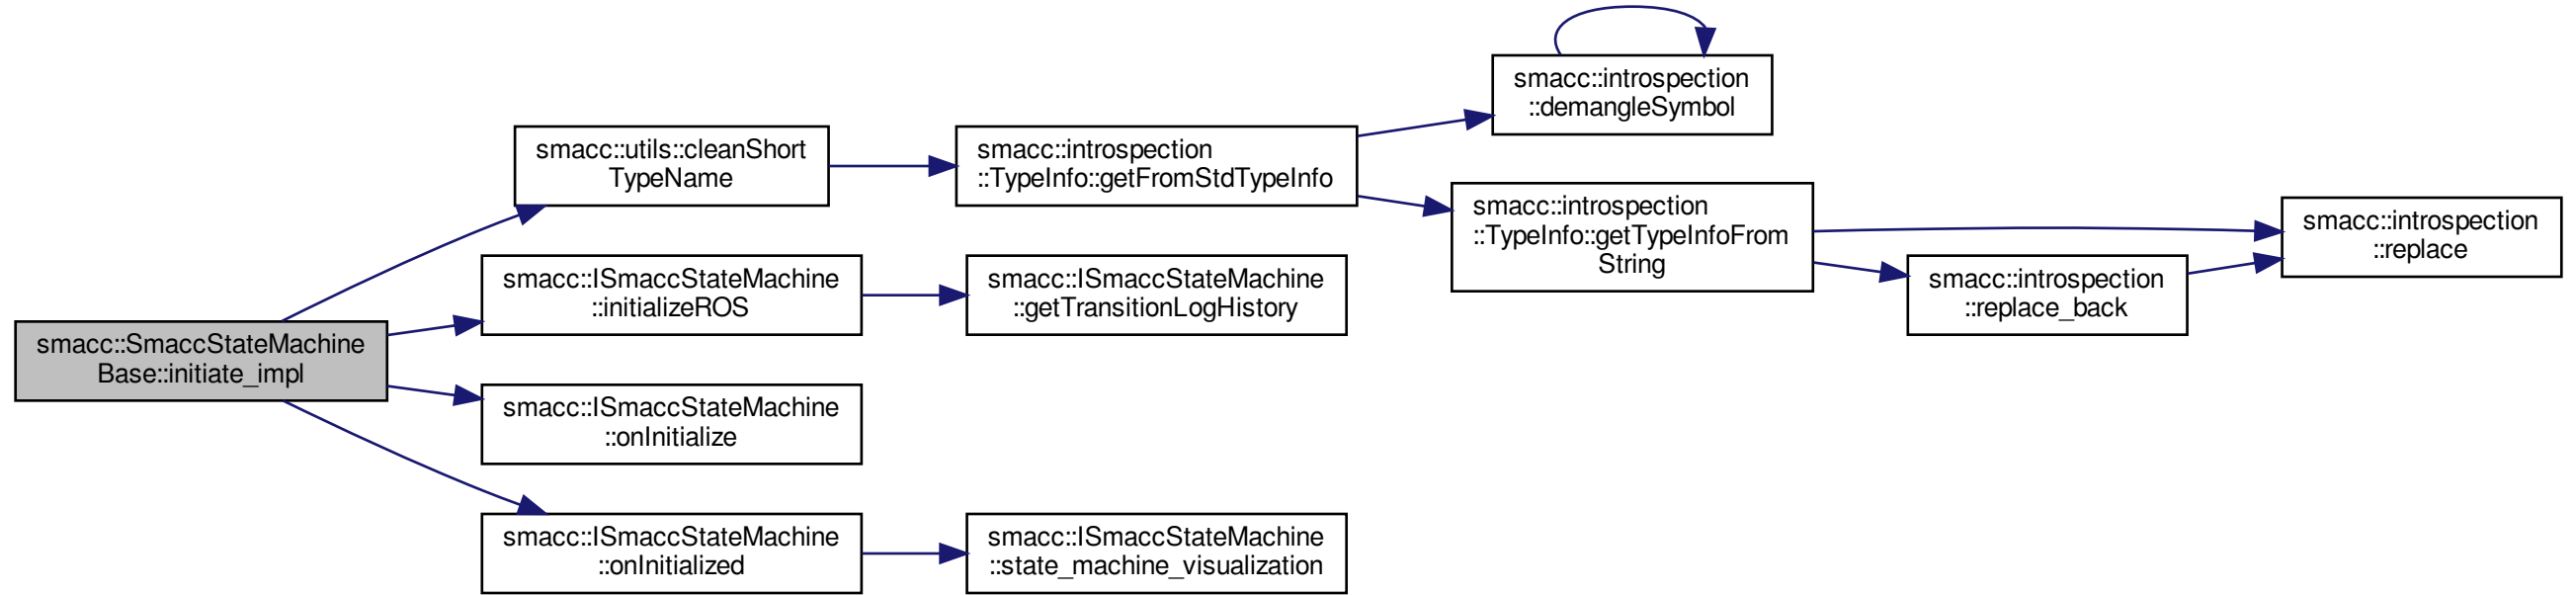 smacc::SmaccStateMachine
Base::initiate_impl
smacc::utils::cleanShort
TypeName
smacc::introspection
::TypeInfo::getFromStdTypeInfo
smacc::introspection
::demangleSymbol
smacc::introspection
::TypeInfo::getTypeInfoFrom
String
smacc::introspection
::replace
smacc::introspection
::replace_back
smacc::ISmaccStateMachine
::initializeROS
smacc::ISmaccStateMachine
::getTransitionLogHistory
smacc::ISmaccStateMachine
::onInitialize
smacc::ISmaccStateMachine
::onInitialized
smacc::ISmaccStateMachine
::state_machine_visualization